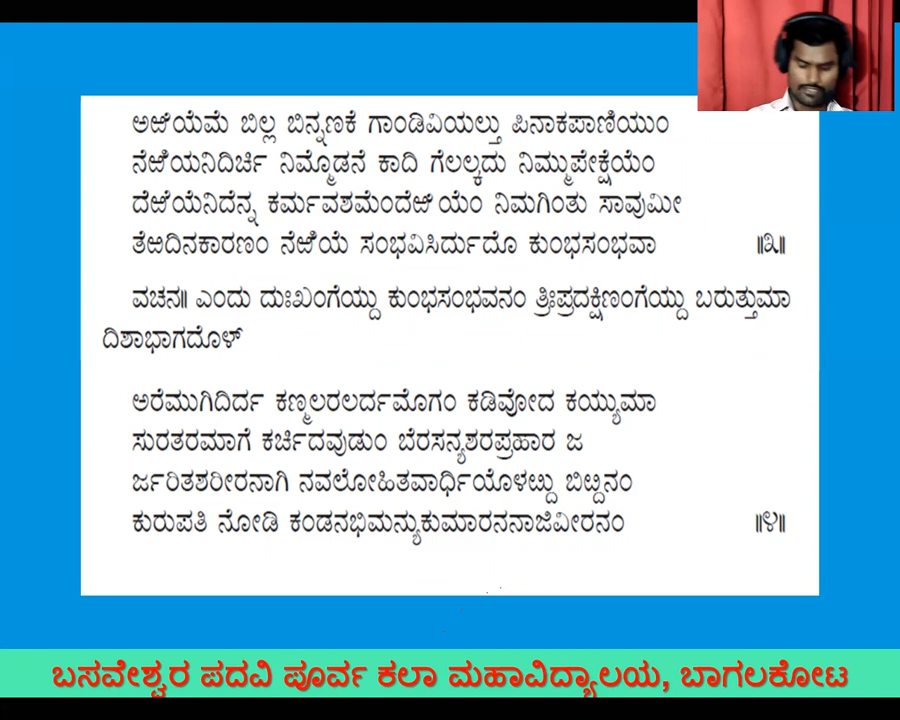 ಅಱಿಯೆಮೆ ಬಿಲ್ಲ ಬಿನ್ನಣಕೆ ಗಾಂಡಿವಿಯಲ್ತು ಪಿನಾಕಪಾಣಿಯುಂ
ನೆಱಿಯನಿದಿರ್ಚಿ ನಿಮ್ಮೊಡನೆ ಕಾದಿ ಗೆಲಲ್ಕದು ನಿಮ್ಮುಪೇಕ್ಷೆಯೆಂ
ದೆಱಿಯೆನಿದೆನ್ನ ಕರ್ಮವಶಮೆಂದೆಱಿ ಯೆಂ ನಿಮಗಿಂತು ಸಾವುಮೀ
ತೆಱದಿನಕಾರಣಂ ನೆಱಿಯೆ ಸಂಭವಿಸಿರ್ದುದೊ ಕುಂಭಸಂಭವಾ ॥೩॥
ವಚನ॥ ಎಂದು ದುಃಖಂಗೆಯ್ದು ಕುಂಭಸಂಭವನಂ ತ್ರಿಃಪ್ರದಕ್ಷಿಣಂಗೆಯ್ದು ಬರುತ್ತುಮಾ
ದಿಶಾಭಾಗದೊಳ್
ಅರೆಮುಗಿದಿರ್ದ ಕಣ್ಮಲರಲರ್ದಮೊಗಂ ಕಡಿವೋದ ಕಯ್ಯುಮಾ
ಸುರತರಮಾಗೆ ಕರ್ಚಿದವುಡುಂ ಬೆರಸನ್ಯಶರಪ್ರಹಾರ ಜ
ರ್ಜರಿತಶರೀರನಾಗಿ ನವಲೋಹಿತವಾರ್ಧಿಯೊಳೞ್ದು ಬಿೞ್ದನಂ
ಕುರುಪತಿ ನೋಡಿ ಕಂಡನಭಿಮನ್ಯುಕುಮಾರನನಾಜಿವೀರನಂ ॥೪॥
ಬಸವೇಶ್ವರ ಪದವಿ ಪೂರ್ವ ಕಲಾ ಮಹಾವಿದ್ಯಾಲಯ, ಬಾಗಲಕೋಟ